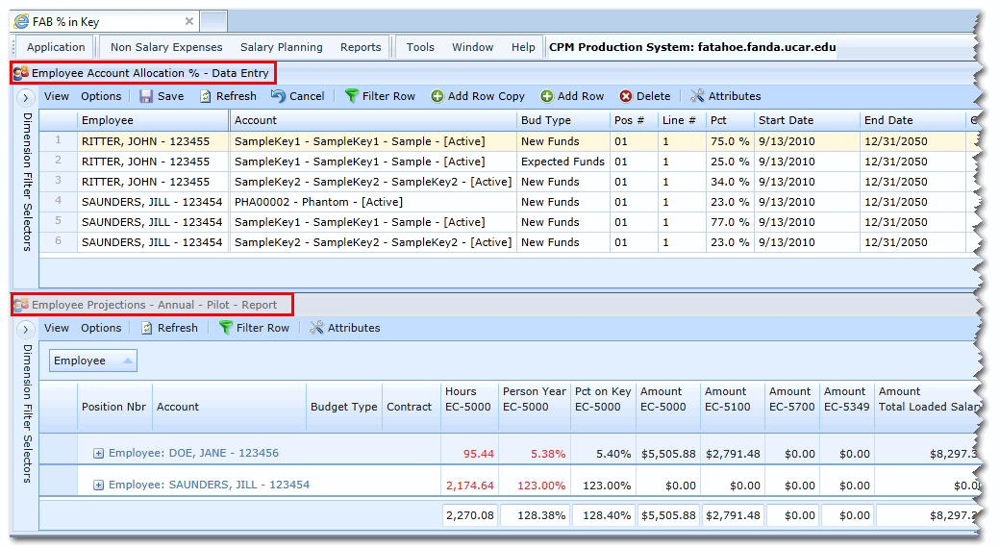 FAB % in Key
Application Non Salary Expenses Salary Planning Reports Tools Window Help CPM Production System: fatahoe.fanda.ucar.edu
Employee Account Allocation % - Data Entry
View Options Save Refresh Cancel Filter Row Add Row Copy Add Row Delete Attributes
Dimension Filter Selectors
Employee Account Bud Type Pos # Line # Pct Start Date End Date
1 RITTER, JOHN - 123455 SampleKey1 - SampleKey1 - Sample - [Active] New Funds 01 1 75.0 % 9/13/2010 12/31/2050
2 RITTER, JOHN - 123455 SampleKey1 - SampleKey1 - Sample - [Active] Expected Funds 01 1 25.0 % 9/13/2010 12/31/2050
3 RITTER, JOHN - 123455 SampleKey2 - SampleKey2 - SampleKey2 - [Active] New Funds 01 1 34.0 % 9/13/2010 12/31/2050
4 SAUNDERS, JILL - 123454 PHA00002 - Phantom - [Active] New Funds 01 1 23.0 % 9/13/2010 12/31/2050
5 SAUNDERS, JILL - 123454 SampleKey1 - SampleKey1 - Sample - [Active] New Funds 01 1 77.0 % 9/13/2010 12/31/2050
6 SAUNDERS, JILL - 123454 SampleKey2 - SampleKey2 - SampleKey2 - [Active] New Funds 01 1 23.0 % 9/13/2010 12/31/2050
Employee Projections - Annual - Pilot - Report
View Options Refresh Filter Row Attributes
Dimension Filter Selectors
Employee
Hours Person Year Pct on Key Amount Amount Amount Amount Amount
Position Nbr Account Budget Type Contract EC-5000 EC-5000 EC-5000 EC-5000 EC-5100 EC-5700 EC-5349 Total Loaded Salary
Employee: DOE, JANE - 123456 95.44 5.38% 5.40% $5,505.88 $2,791.48 $0.00 $0.00 $8,297.3
Employee: SAUNDERS, JILL - 123454 2,174.64 123.00% 123.00% $0.00 $0.00 $0.00 $0.00 $0.0
2,270.08 128.38% 128.40% $5,505.88 $2,791.48 $0.00 $0.00 $8,297.3